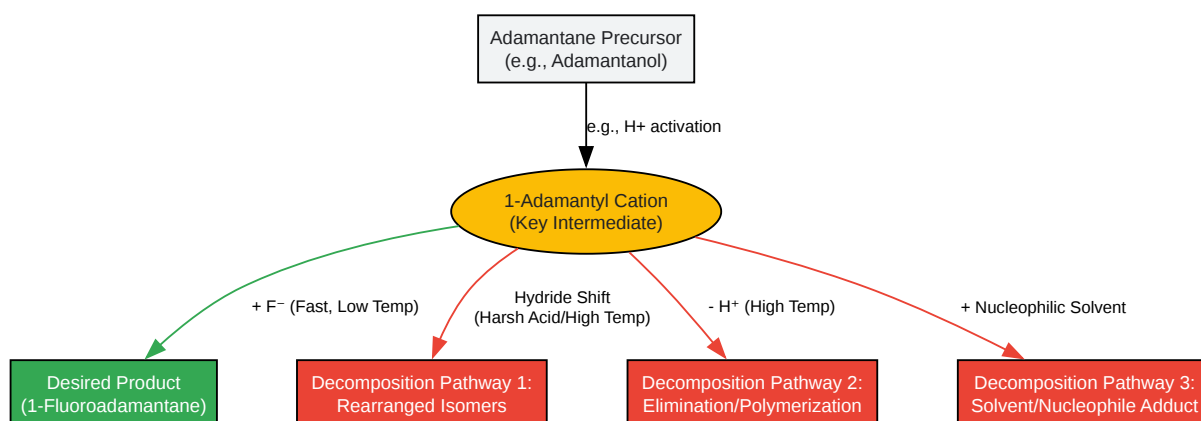 Adamantane Precursor
(e.g., Adamantanol)
e.g., H+ activation
1-Adamantyl Cation
(Key Intermediate)
+ F⁻ (Fast, Low Temp)
Hydride Shift
(Harsh Acid/High Temp)
- H⁺ (High Temp)
+ Nucleophilic Solvent
Desired Product
(1-Fluoroadamantane)
Decomposition Pathway 1:
Rearranged Isomers
Decomposition Pathway 2:
Elimination/Polymerization
Decomposition Pathway 3:
Solvent/Nucleophile Adduct